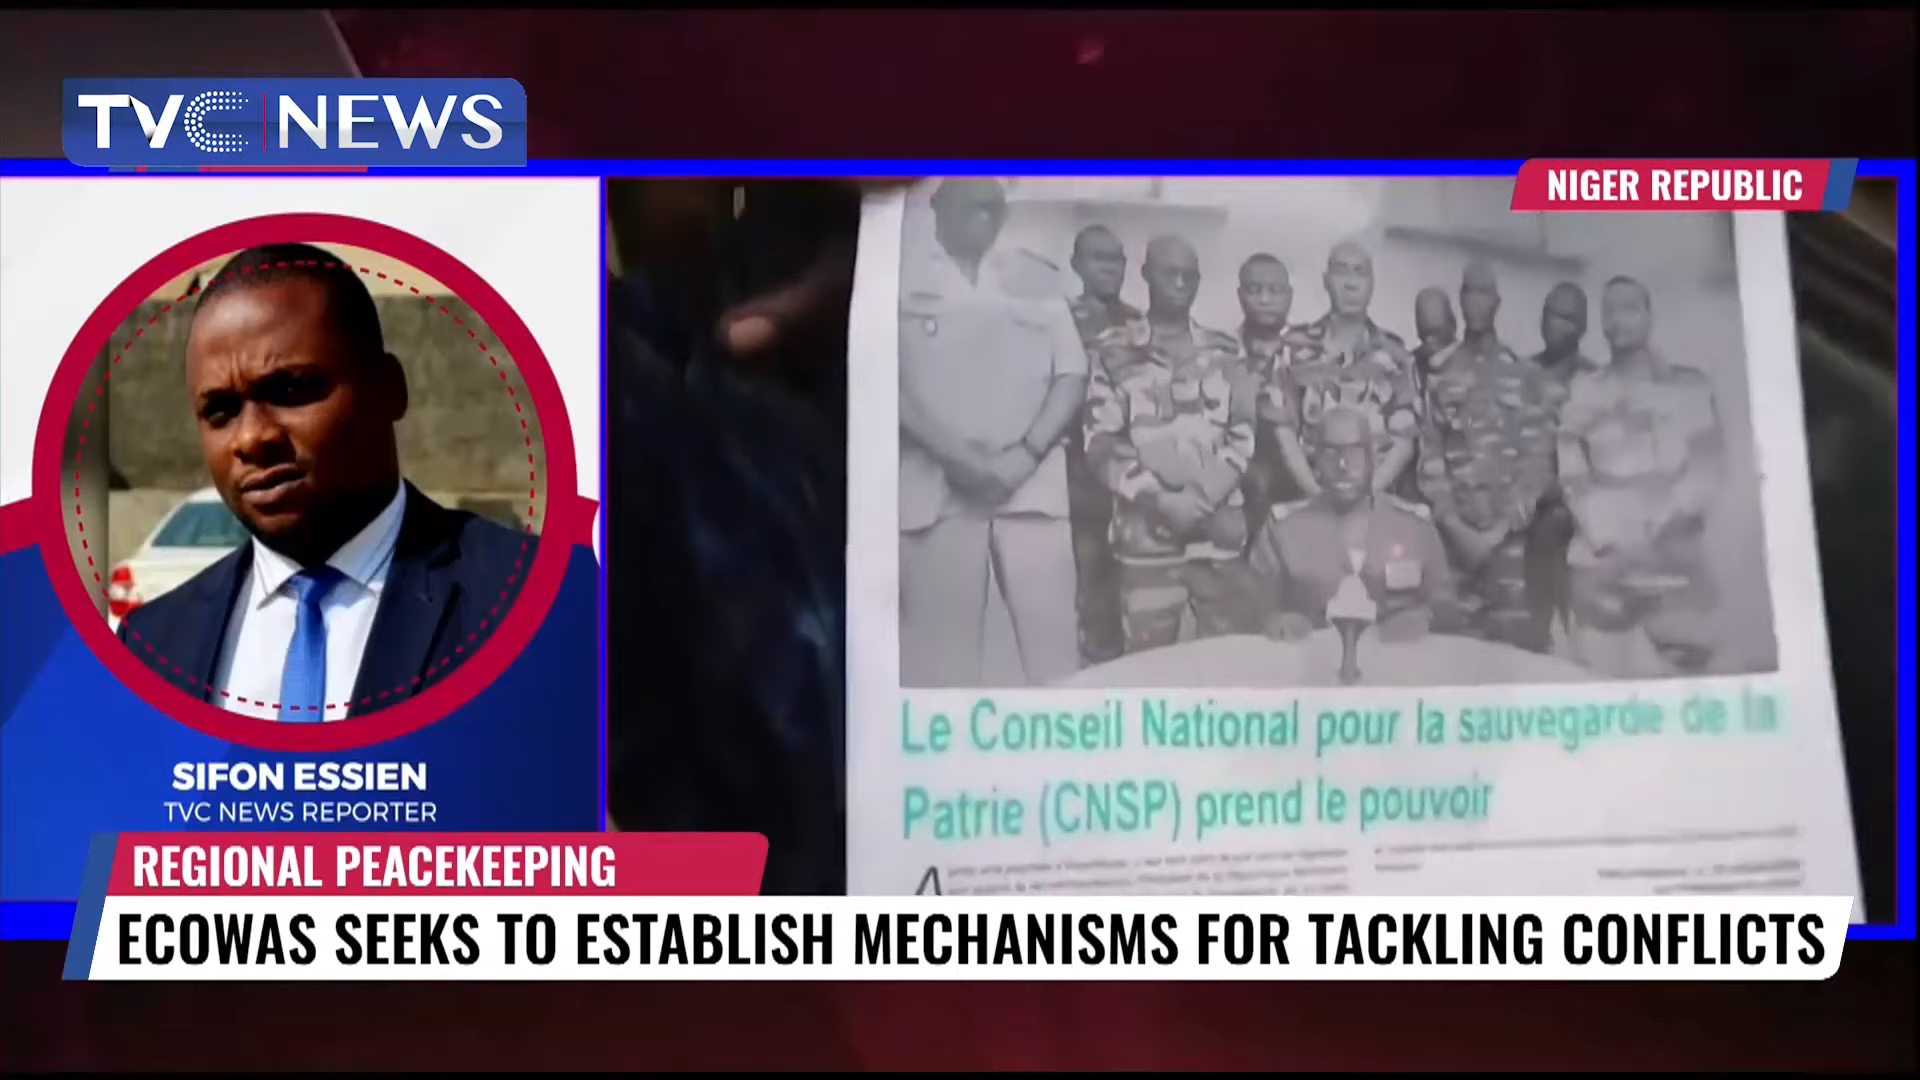 TVC NEWS
NIGER REPUBLIC
Le Conseil National pour la sauvegarde de la
Patrie (CNSP) prend le pouvoir
SIFON ESSIEN
TVC NEWS REPORTER
REGIONAL PEACEKEEPING
ECOWAS SEEKS TO ESTABLISH MECHANISMS FOR TACKLING CONFLICTS